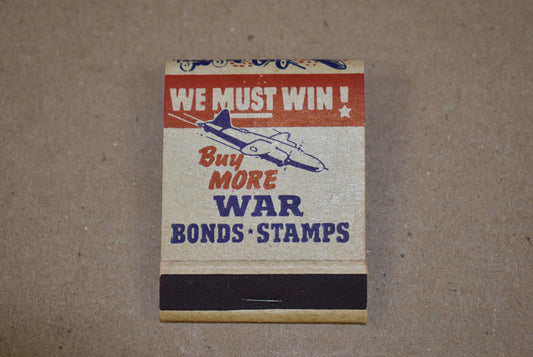 WE MUST WIN!
Buy
MORE
WAR
BONDS ★ STAMPS